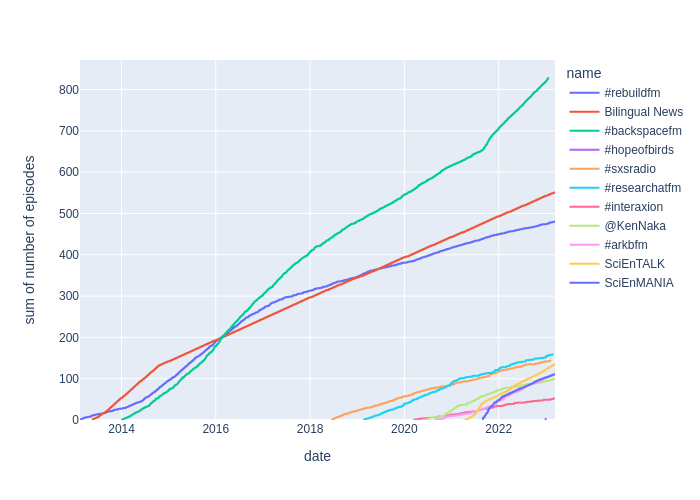 name
#rebuildfm
Bilingual News
#backspacefm
#hopeofbirds
#sxsradio
#researchatfm
#interaxion
@KenNaka
#arkbfm
SciEnTALK
SciEnMANIA
sum of number of episodes
800
700
600
500
400
300
200
100
0
2014 2016 2018 2020 2022
date